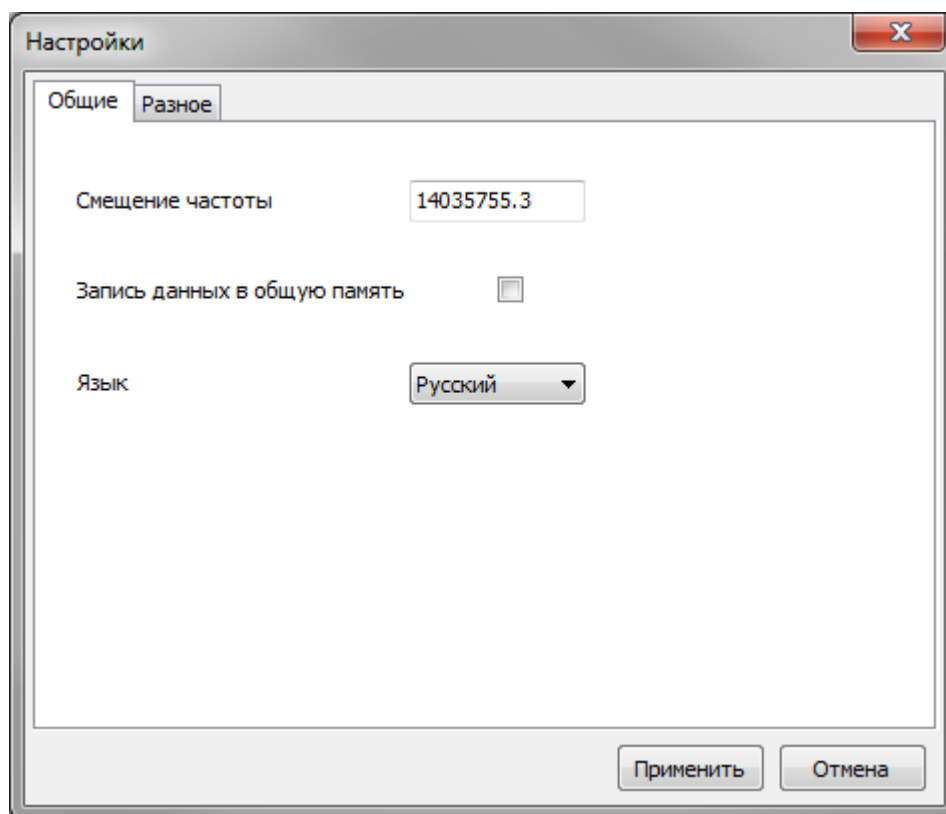 Настройки
Общие Разное
Смещение частоты 14035755.3
Запись данных в общую память
Язык Русский
Применить Отмена